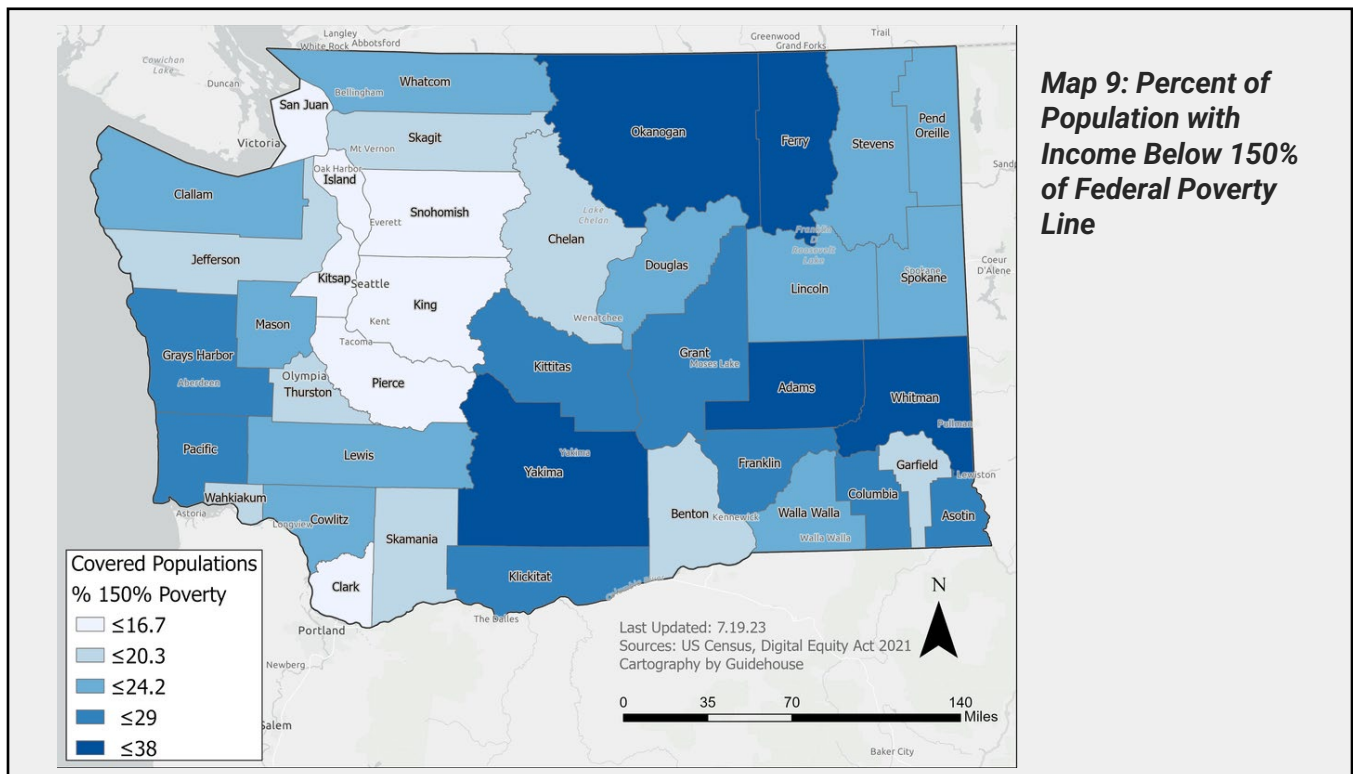 Map 9: Percent of
Population with
Income Below 150%
of Federal Poverty
Line
Langley
White Rock
Abbotsford
Greenwood
Grand Forks
Trail
Cowichan
Lake
Duncan
Victoria
San Juan
Whatcom
Bellingham
Skagit
Mt Vernon
Okanogan
Ferry
Stevens
Pend
Oreille
Oak Harbor
Island
Clallam
Snohomish
Everett
Lake
Chelan
Chelan
Jefferson
Kitsap
Seattle
King
Kent
Douglas
Franklin D
Roosevelt
Lake
Lincoln
Spokane
Spokane
Coeur
D'Alene
Mason
Grays Harbor
Aberdeen
Tacoma
Wenatchee
Olympia
Thurston
Pierce
Kittitas
Grant
Moses Lake
Adams
Whitman
Pullman
Pacific
Lewis
Yakima
Yakima
Franklin
Garfield
Lewiston
Columbia
Asotin
Wahkiakum
Astoria
Longview
Cowlitz
Skamania
Benton
Kennewick
Walla Walla
Walla Walla
Clark
Klickitat
Columbia River
The Dalles
Portland
Newberg
Salem
Baker City
Covered Populations
% 150% Poverty
≤16.7
≤20.3
≤24.2
≤29
≤38
Last Updated: 7.19.23
Sources: US Census, Digital Equity Act 2021
Cartography by Guidehouse
N
0 35 70 140
Miles